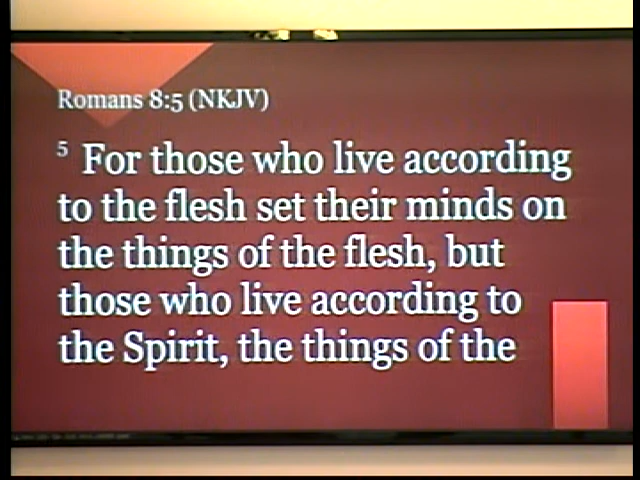 Romans 8:5 (NKJV)
5 For those who live according
to the flesh set their minds on
the things of the flesh, but
those who live according to
the Spirit, the things of the